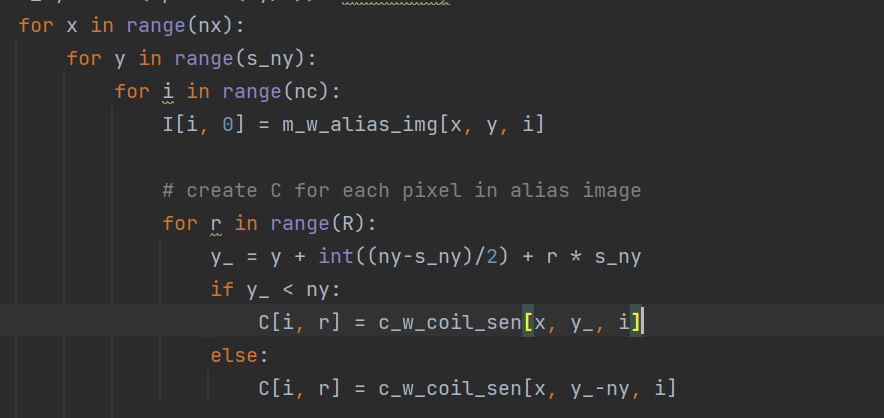 for x in range(nx):
    for y in range(s_ny):
        for i in range(nc):
            I[i, 0] = m_w_alias_img[x, y, i]

            # create C for each pixel in alias image
            for r in range(R):
                y_ = y + int((ny-s_ny)/2) + r * s_ny
                if y_ < ny:
                    C[i, r] = c_w_coil_sen[x, y_, i]
                else:
                    C[i, r] = c_w_coil_sen[x, y_-ny, i]